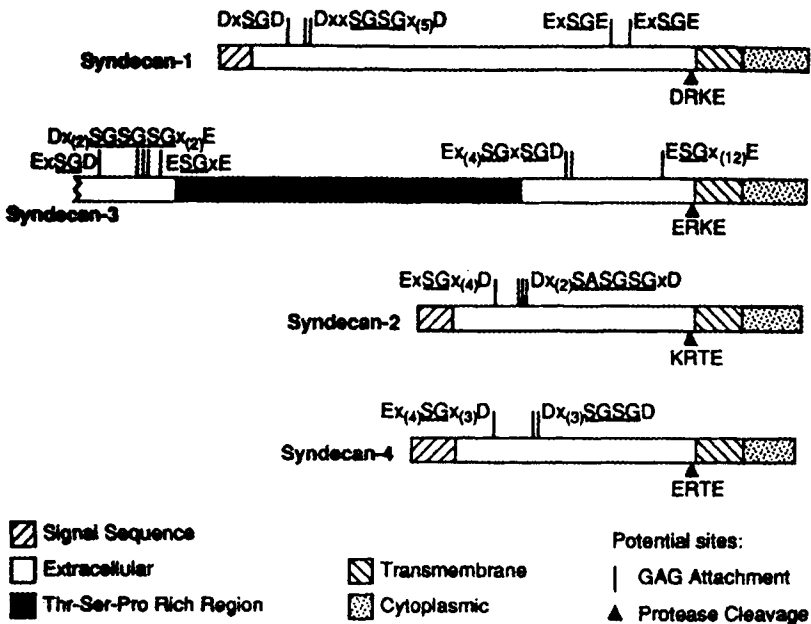 DxSGD DxxSGSGx(5)D ExSGE ExSGE
Syndecan-1
DRKE
Dx(2)SGSGSGx(2)E
ExSGD ESGxE Ex(4)SGxSGD ESGx(12)E
Syndecan-3
ERKE
ExSGx(4)D Dx(2)SASGSGxD
Syndecan-2
KRTE
Ex(4)SGx(3)D Dx(3)SGSGD
Syndecan-4
ERTE
Signal Sequence
Extracellular
Thr-Ser-Pro Rich Region
Transmembrane
Cytoplasmic
Potential sites:
GAG Attachment
Protease Cleavage